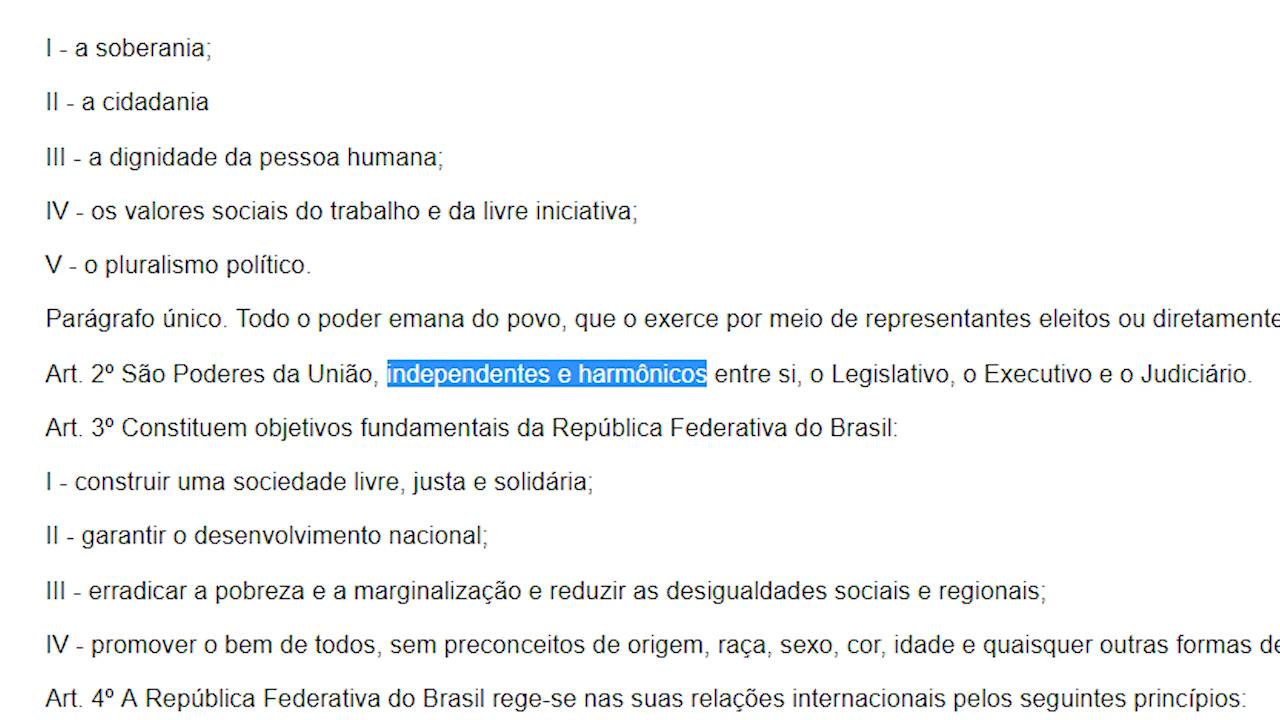 I - a soberania;
II - a cidadania
III - a dignidade da pessoa humana;
IV - os valores sociais do trabalho e da livre iniciativa;
V - o pluralismo político.
Parágrafo único. Todo o poder emana do povo, que o exerce por meio de representantes eleitos ou diretamente
Art. 2º São Poderes da União, independentes e harmônicos entre si, o Legislativo, o Executivo e o Judiciário.
Art. 3º Constituem objetivos fundamentais da República Federativa do Brasil:
I - construir uma sociedade livre, justa e solidária;
II - garantir o desenvolvimento nacional;
III - erradicar a pobreza e a marginalização e reduzir as desigualdades sociais e regionais;
IV - promover o bem de todos, sem preconceitos de origem, raça, sexo, cor, idade e quaisquer outras formas de
Art. 4º A República Federativa do Brasil rege-se nas suas relações internacionais pelos seguintes princípios: